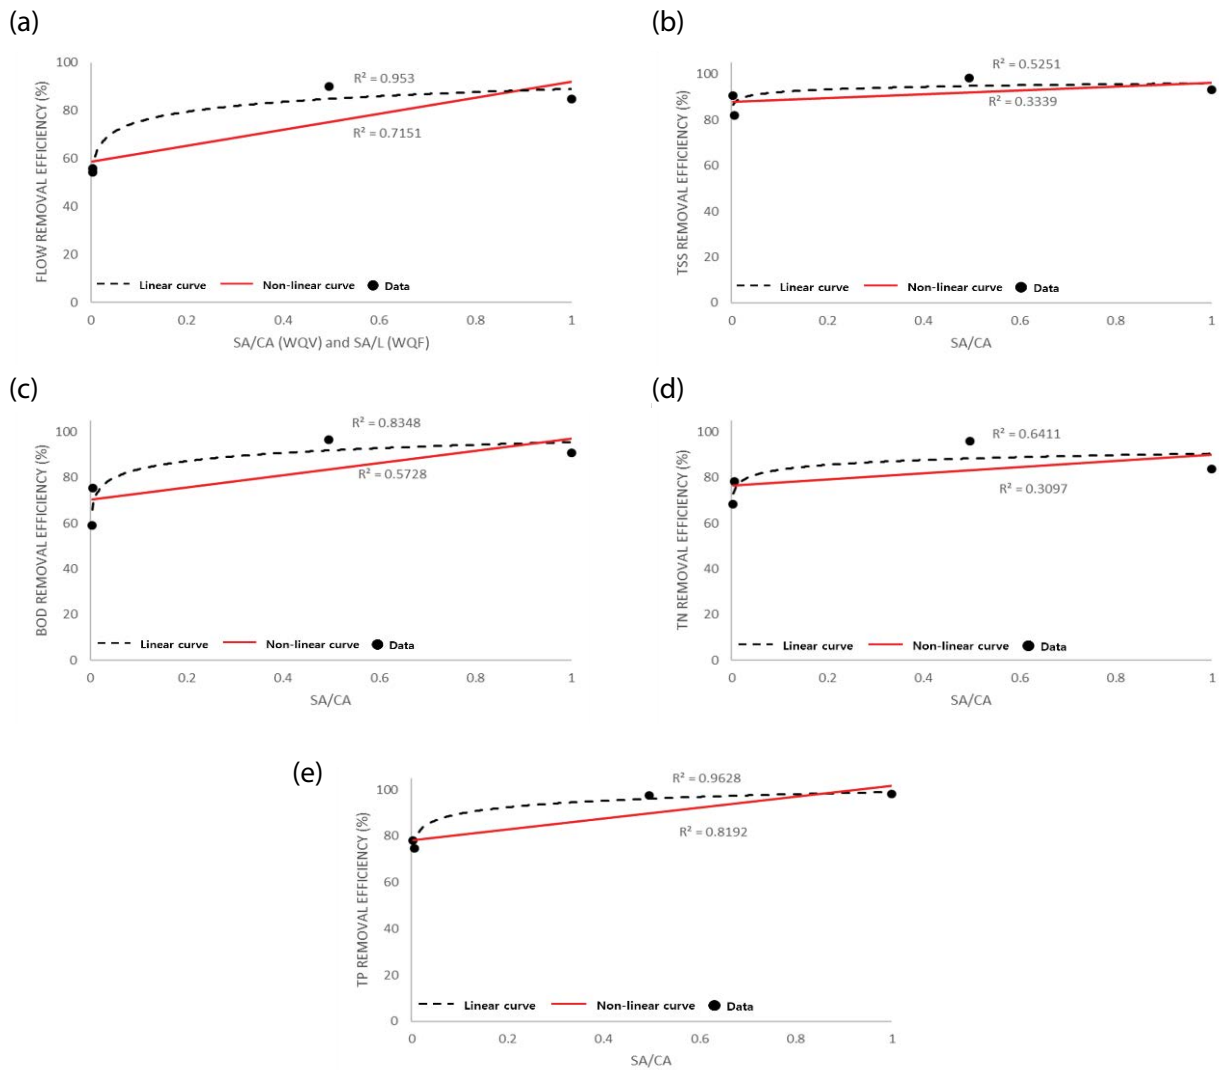 (a)
100
80
60
40
20
0
FLOW REMOVAL EFFICIENCY (%)
R² = 0.953
R² = 0.7151
Linear curve Non-linear curve Data
0 0.2 0.4 0.6 0.8 1
SA/CA (WQV) and SA/L (WQF)
(b)
100
80
60
40
20
0
TSS REMOVAL EFFICIENCY (%)
R² = 0.5251
R² = 0.3339
Linear curve Non-linear curve Data
0 0.2 0.4 0.6 0.8 1
SA/CA
(c)
100
80
60
40
20
0
BOD REMOVAL EFFICIENCY (%)
R² = 0.8348
R² = 0.5728
Linear curve Non-linear curve Data
0 0.2 0.4 0.6 0.8 1
SA/CA
(d)
100
80
60
40
20
0
TN REMOVAL EFFICIENCY (%)
R² = 0.6411
R² = 0.3097
Linear curve Non-linear curve Data
0 0.2 0.4 0.6 0.8 1
SA/CA
(e)
100
80
60
40
20
0
TP REMOVAL EFFICIENCY (%)
R² = 0.9628
R² = 0.8192
Linear curve Non-linear curve Data
0 0.2 0.4 0.6 0.8 1
SA/CA